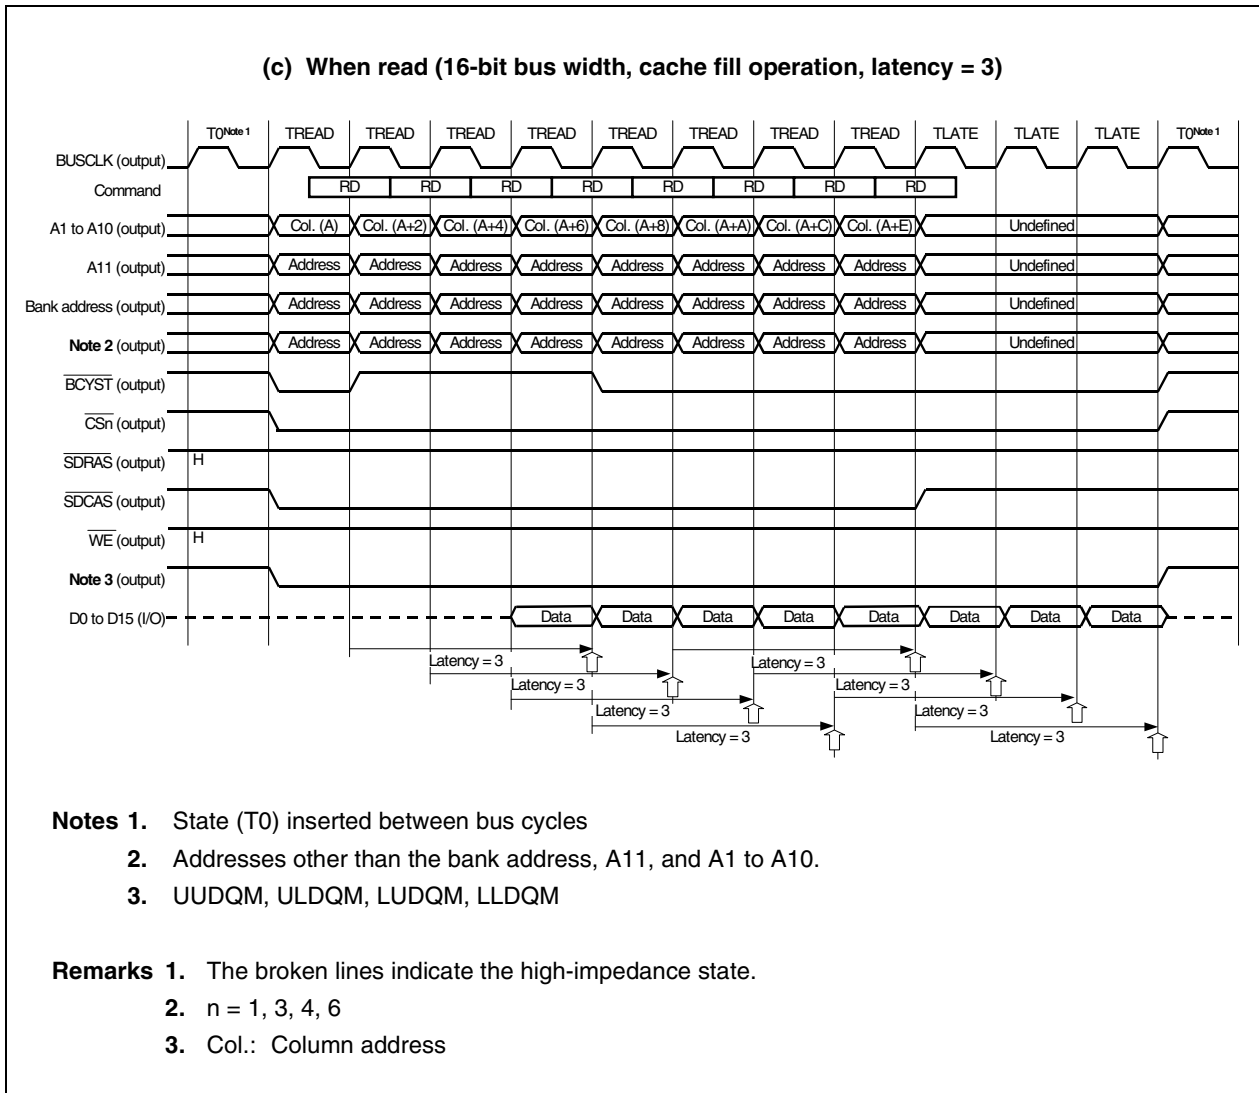 (c) When read (16-bit bus width, cache fill operation, latency = 3)
T0Note 1 TREAD TREAD TREAD TREAD TREAD TREAD TREAD TREAD TLATE TLATE TLATE T0Note 1
BUSCLK (output)
Command RD RD RD RD RD RD RD RD
A1 to A10 (output) Col. (A) Col. (A+2) Col. (A+4) Col. (A+6) Col. (A+8) Col. (A+A) Col. (A+C) Col. (A+E) Undefined
A11 (output) Address Address Address Address Address Address Address Address Undefined
Bank address (output) Address Address Address Address Address Address Address Address Undefined
Note 2 (output) Address Address Address Address Address Address Address Address Undefined
BCYST (output)
CSn (output)
SDRAS (output) H
SDCAS (output)
WE (output) H
Note 3 (output)
D0 to D15 (I/O) Data Data Data Data Data Data Data Data
Latency = 3 Latency = 3
Latency = 3 Latency = 3
Latency = 3 Latency = 3
Latency = 3 Latency = 3
Notes 1. State (T0) inserted between bus cycles
2. Addresses other than the bank address, A11, and A1 to A10.
3. UUDQM, ULDQM, LUDQM, LLDQM
Remarks 1. The broken lines indicate the high-impedance state.
2. n = 1, 3, 4, 6
3. Col.: Column address